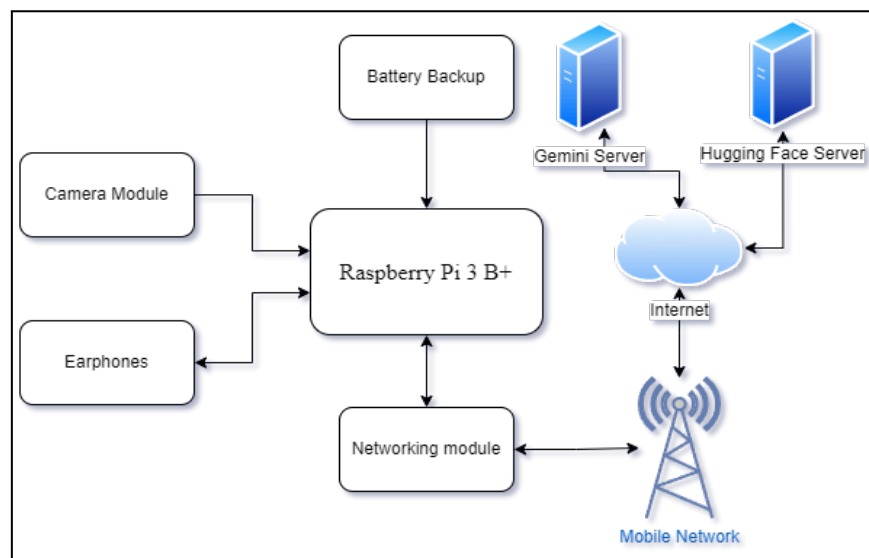 Battery Backup
Gemini Server
Hugging Face Server
Camera Module
Raspberry Pi 3 B+
Internet
Earphones
Networking module
Mobile Network